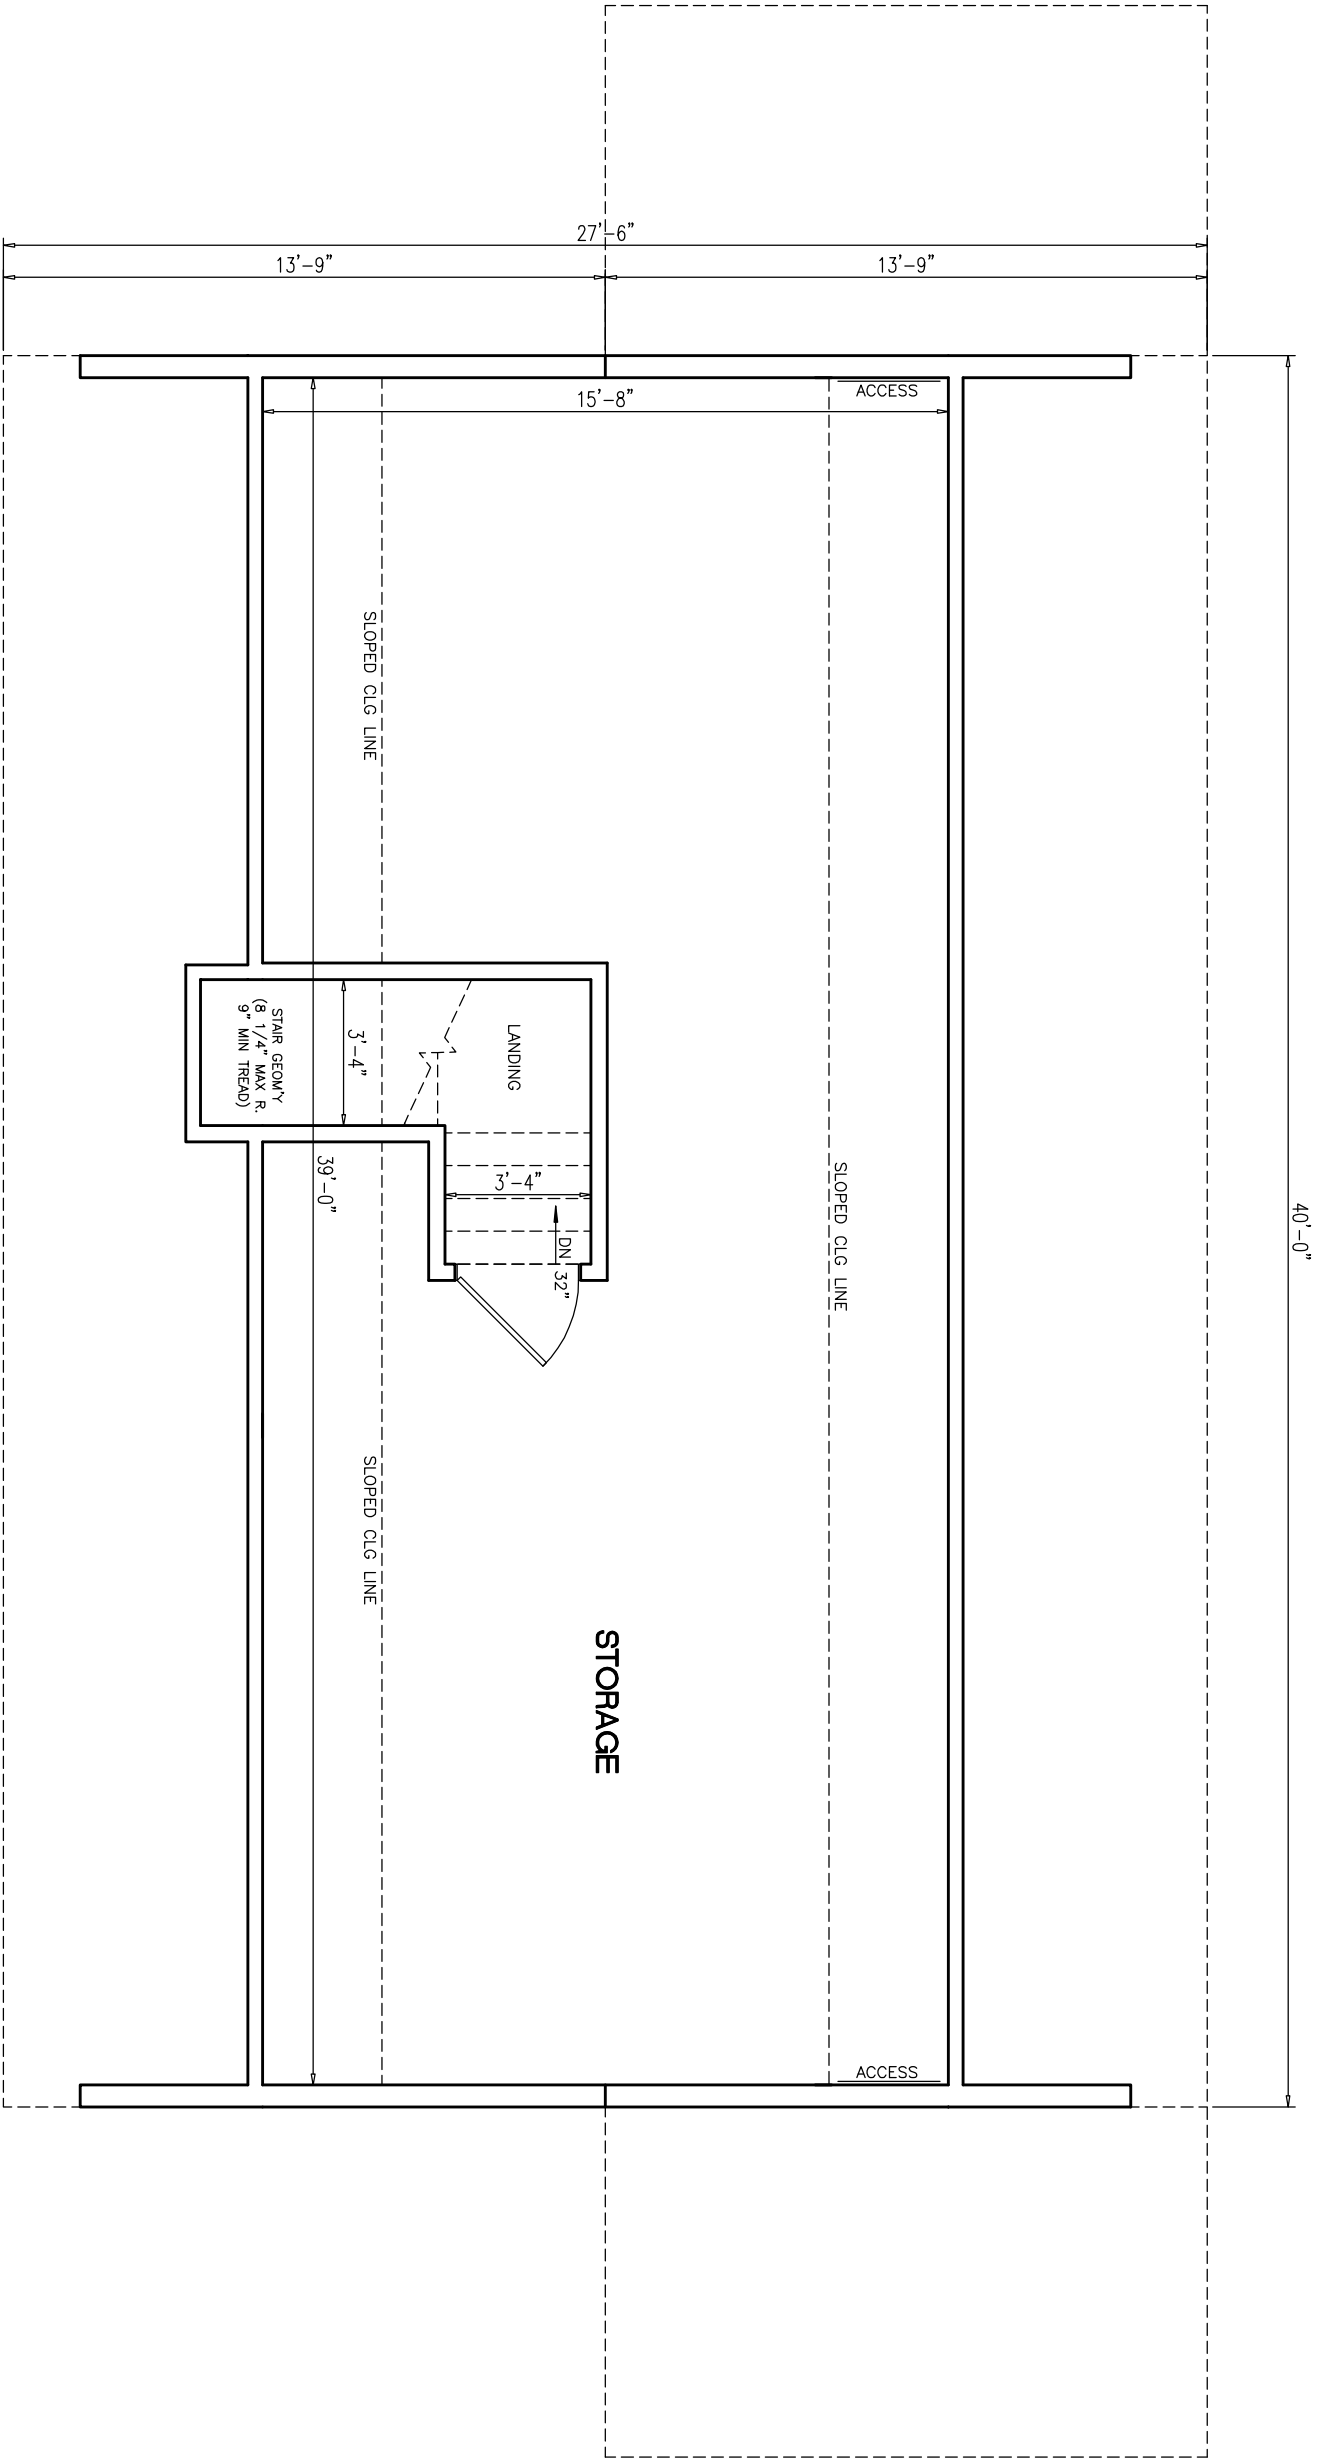 27'-6"
13'-9"
13'-9"
ACCESS
15'-8"
SLOPED CLG LINE
LANDING
STAIR GEOM'Y
(8 1/4" MAX R.
9" MIN TREAD)
3'-4"
39'-0"
3'-4"
DN
32"
SLOPED CLG LINE
40'-0"
SLOPED CLG LINE
STORAGE
ACCESS